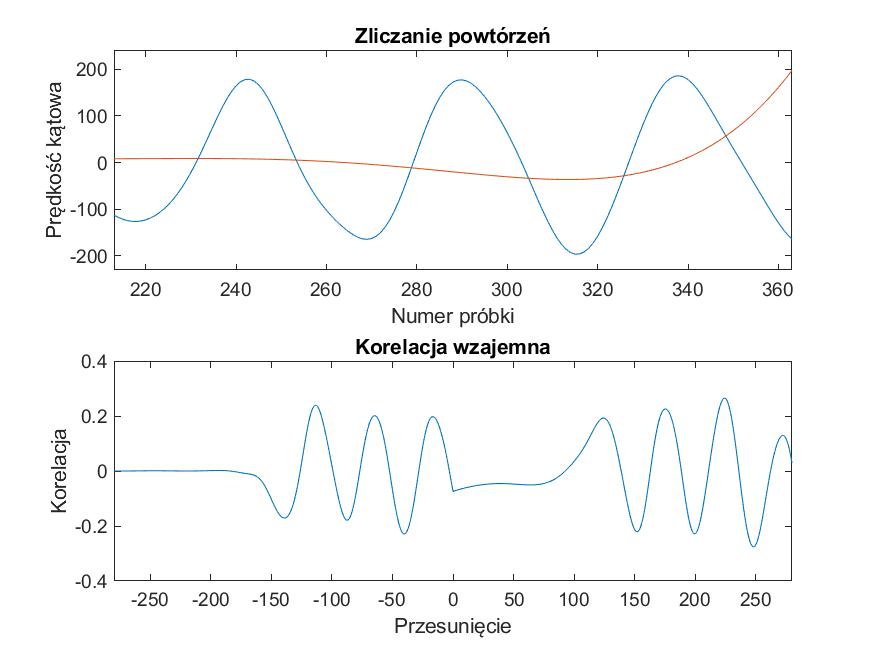 Zliczanie powtórzeń
200
100
0
-100
-200
Prędkość kątowa
220 240 260 280 300 320 340 360
Numer próbki
Korelacja wzajemna
0.4
0.2
0
-0.2
-0.4
Korelacja
-250 -200 -150 -100 -50 0 50 100 150 200 250
Przesunięcie